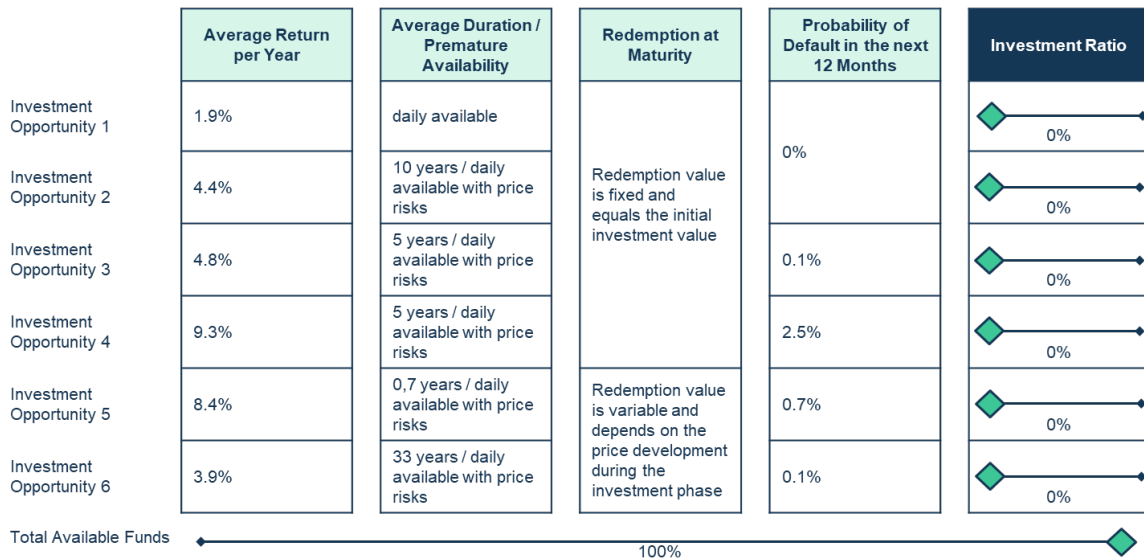 Average Return
per Year
Average Duration /
Premature
Availability
Redemption at
Maturity
Probability of
Default in the next
12 Months
Investment Ratio
Investment
Opportunity 1
1.9%
daily available
Redemption value
is fixed and
equals the initial
investment value
0%
0%
Investment
Opportunity 2
4.4%
10 years / daily
available with price
risks
0%
Investment
Opportunity 3
4.8%
5 years / daily
available with price
risks
0.1%
0%
Investment
Opportunity 4
9.3%
5 years / daily
available with price
risks
2.5%
0%
Investment
Opportunity 5
8.4%
0,7 years / daily
available with price
risks
Redemption value
is variable and
depends on the
price development
during the
investment phase
0.7%
0%
Investment
Opportunity 6
3.9%
33 years / daily
available with price
risks
0.1%
0%
Total Available Funds
100%